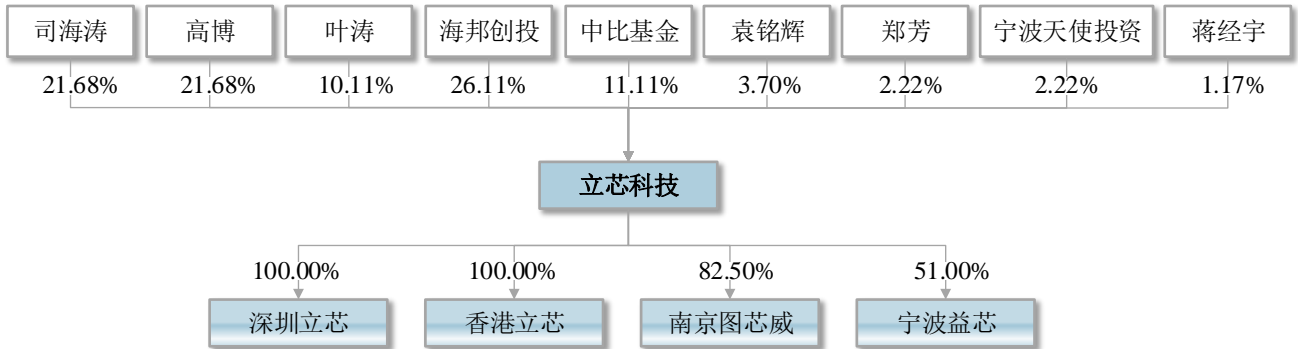 司海涛 高博 叶涛 海邦创投 中比基金 袁铭辉 郑芳 宁波天使投资 蒋经宇
21.68% 21.68% 10.11% 26.11% 11.11% 3.70% 2.22% 2.22% 1.17%
立芯科技
100.00% 100.00% 82.50% 51.00%
深圳立芯 香港立芯 南京图芯威 宁波益芯